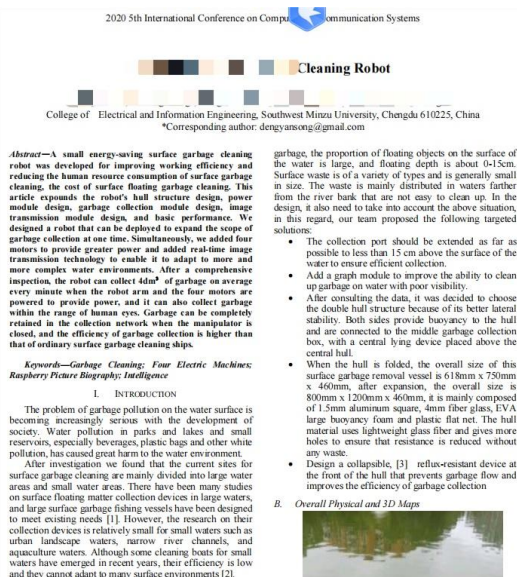 2020 5th International Conference on Compu ommunication Systems
Cleaning Robot
College of Electrical and Information Engineering, Southwest Minzu University, Chengdu 610225, China
*Corresponding author: dengyansong@gmail.com
Abstract—A small energy-saving surface garbage cleaning
robot was developed for improving working efficiency and
reducing the human resource consumption of surface garbage
cleaning, the cost of surface floating garbage cleaning. This
article expounds the robot's hull structure design, power
module design, garbage collection module design, image
transmission module design, and basic performance. We
designed a robot that can be deployed to expand the scope of
garbage collection at one time. Simultaneously, we added four
motors to provide greater power and added real-time image
transmission technology to enable it to adapt to more and
more complex water environments. After a comprehensive
inspection, the robot can collect 4dm³ of garbage on average
every minute when the robot arm and the four motors are
powered to provide power, and it can also collect garbage
within the range of human eyes. Garbage can be completely
retained in the collection network when the manipulator is
closed, and the efficiency of garbage collection is higher than
that of ordinary surface garbage cleaning ships.
Keywords—Garbage Cleaning; Four Electric Machines;
Raspberry Picture Biography; Intelligence
I. INTRODUCTION
The problem of garbage pollution on the water surface is
becoming increasingly serious with the development of
society. Water pollution in parks and lakes and small
reservoirs, especially beverages, plastic bags and other white
pollution, has caused great harm to the water environment.
After investigation we found that the current sites for
surface garbage cleaning are mainly divided into large water
areas and small water areas. There have been many studies
on surface floating matter collection devices in large waters,
and large surface garbage fishing vessels have been designed
to meet existing needs [1]. However, the research on their
collection devices is relatively small for small waters such as
urban landscape waters, narrow river channels, and
aquaculture waters. Although some cleaning boats for small
waters have emerged in recent years, their efficiency is low
and they cannot adapt to many surface environments [2].
garbage, the proportion of floating objects on the surface of
the water is large, and floating depth is about 0-15cm.
Surface waste is of a variety of types and is generally small
in size. The waste is mainly distributed in waters farther
from the river bank that are not easy to clean up. In the
design, it also need to take into account the above situation,
in this regard, our team proposed the following targeted
solutions:
• The collection port should be extended as far as
possible to less than 15 cm above the surface of the
water to ensure efficient collection.
• Add a graph module to improve the ability to clean
up garbage on water with poor visibility.
• After consulting the data, it was decided to choose
the double hull structure because of its better lateral
stability. Both sides provide buoyancy to the hull
and are connected to the middle garbage collection
box, with a central lying device placed above the
central hull.
• When the hull is folded, the overall size of this
surface garbage removal vessel is 618mm x 750mm
x 460mm, after expansion, the overall size is
800mm x 1200mm x 460mm, it is mainly composed
of 1.5mm aluminum square, 4mm fiber glass, EVA
large buoyancy foam and plastic flat net. The hull
material uses lightweight glass fiber and gives more
holes to ensure that resistance is reduced without
any waste.
• Design a collapsible, [3] reflux-resistant device at
the front of the hull that prevents garbage flow and
improves the efficiency of garbage collection
B. Overall Physical and 3D Maps